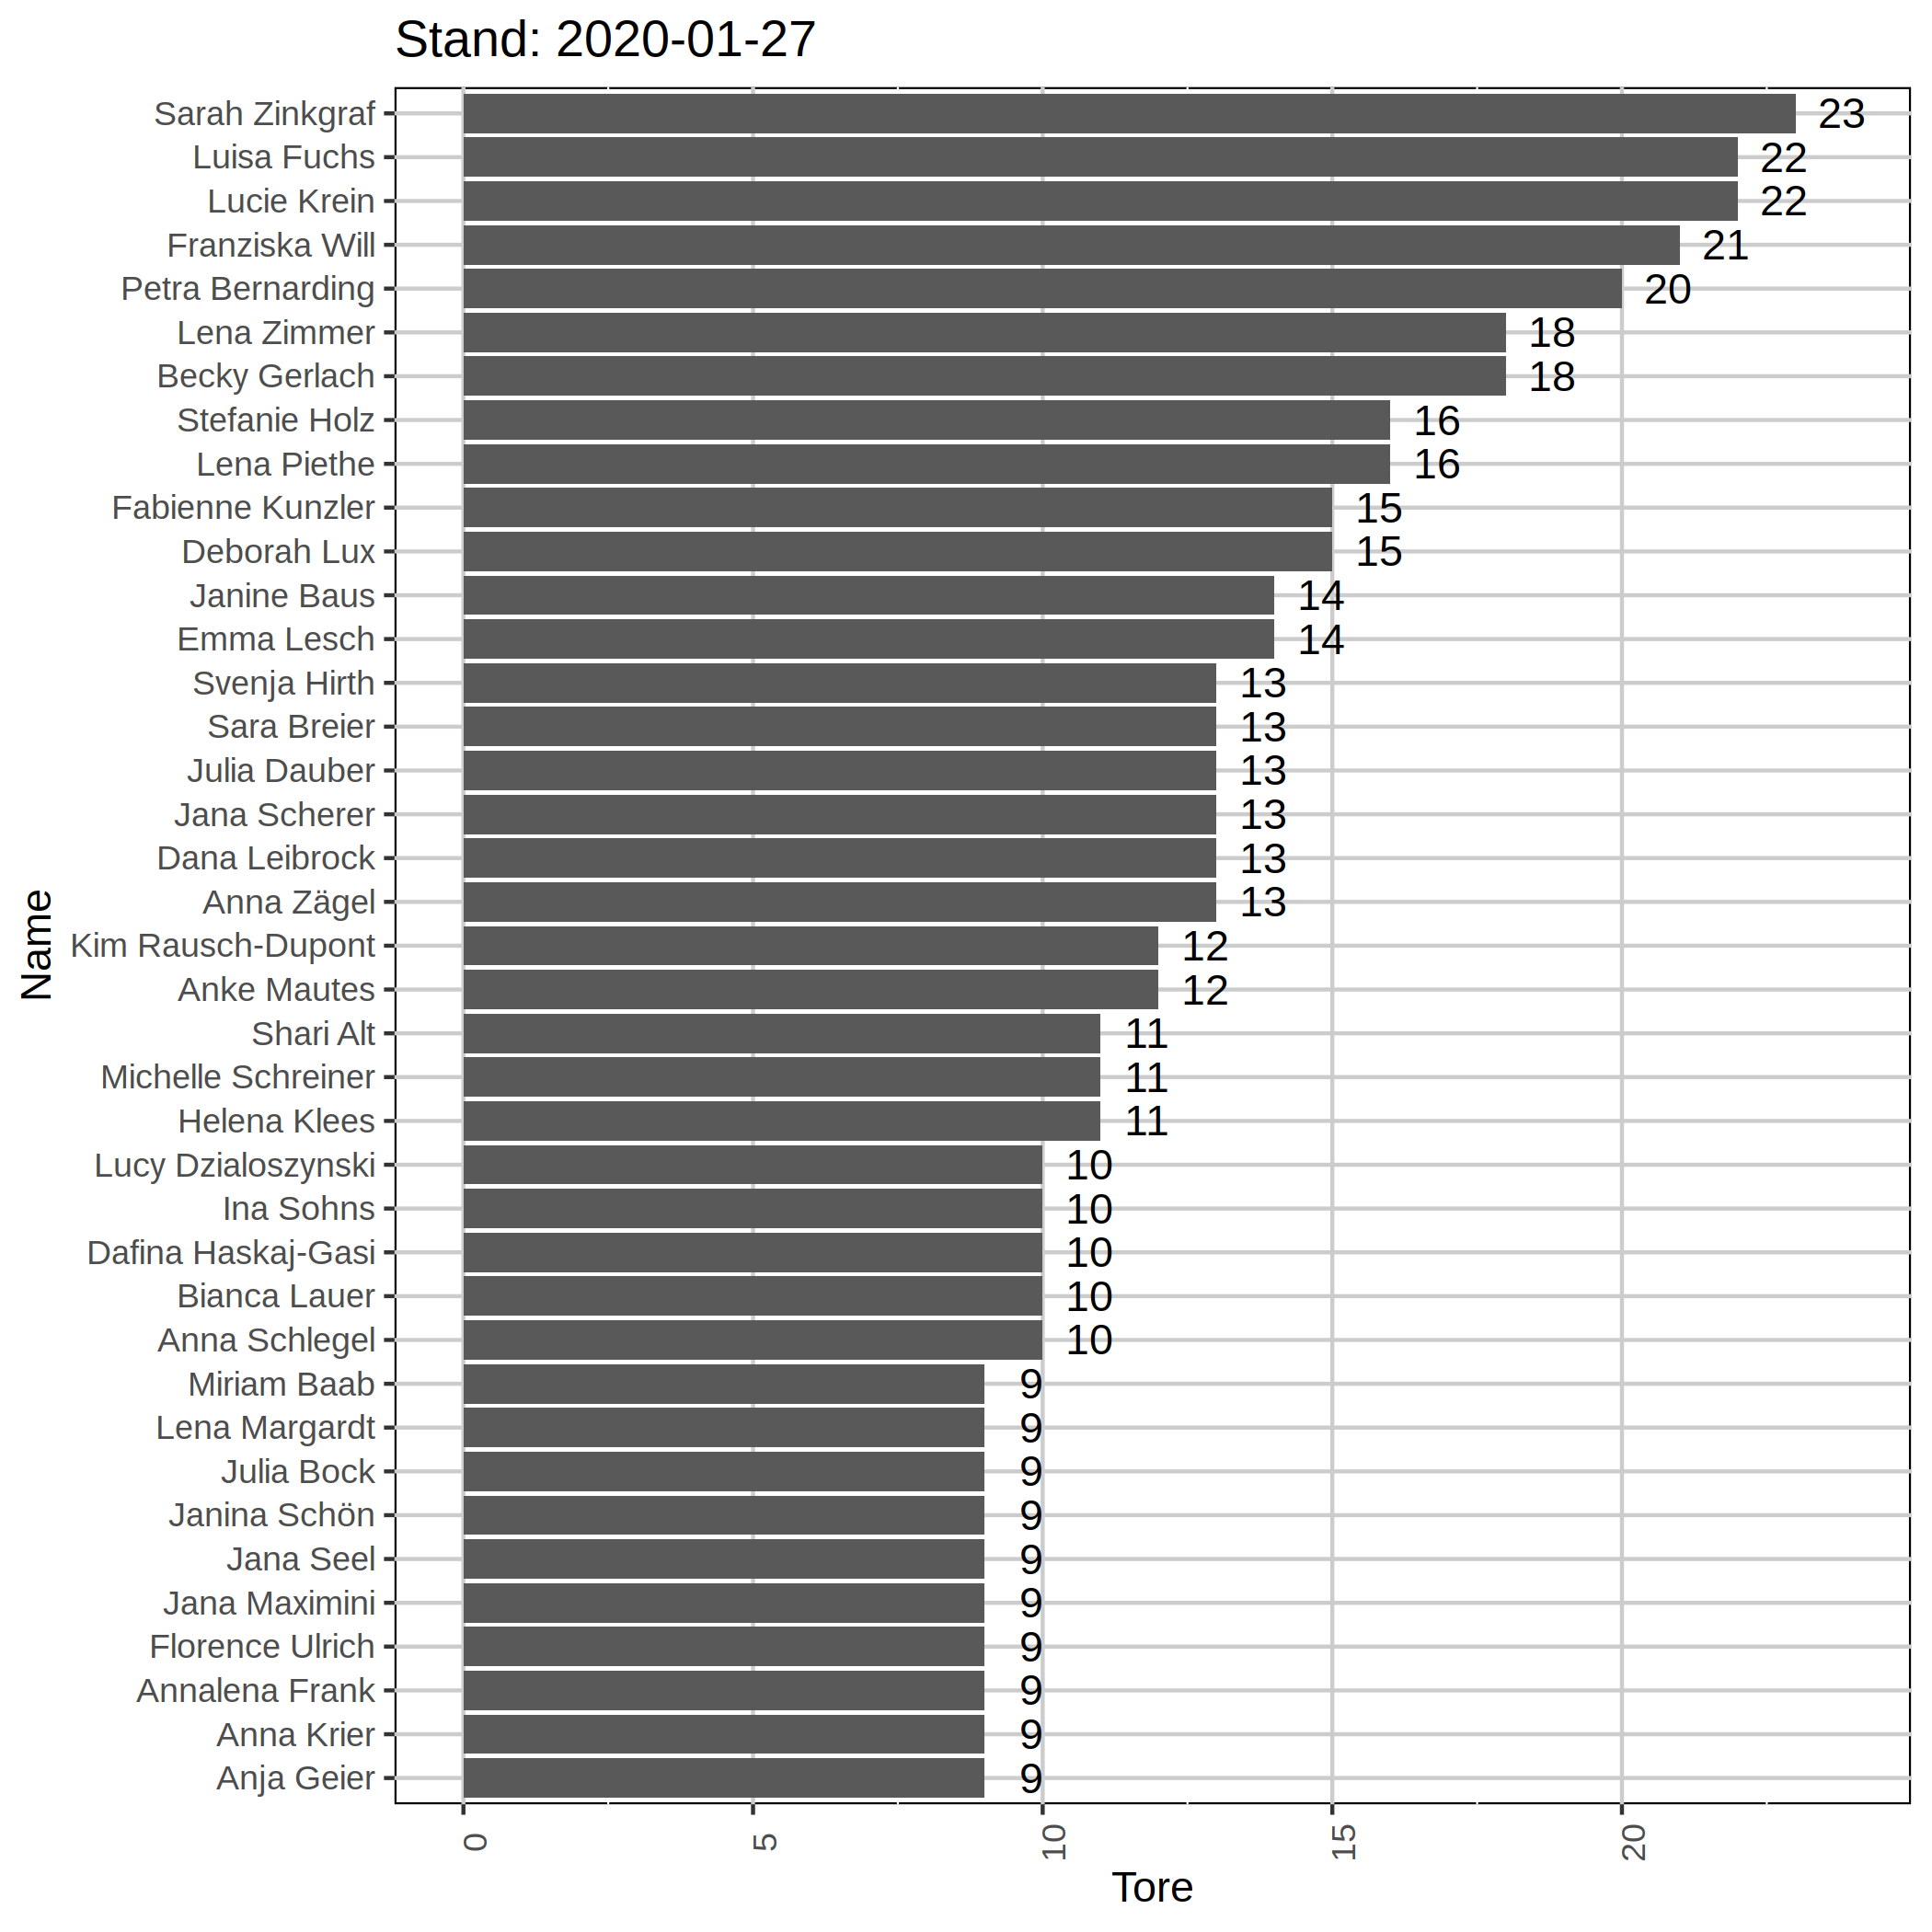 Stand: 2020-01-27
Sarah Zinkgraf 23
Luisa Fuchs 22
Lucie Krein 22
Franziska Will 21
Petra Bernarding 20
Lena Zimmer 18
Becky Gerlach 18
Stefanie Holz 16
Lena Piethe 16
Fabienne Kunzler 15
Deborah Lux 15
Janine Baus 14
Emma Lesch 14
Svenja Hirth 13
Sara Breier 13
Julia Dauber 13
Jana Scherer 13
Dana Leibrock 13
Anna Zägel 13
Kim Rausch-Dupont 12
Anke Mautes 12
Shari Alt 11
Michelle Schreiner 11
Helena Klees 11
Lucy Dzialoszynski 10
Ina Sohns 10
Dafina Haskaj-Gasi 10
Bianca Lauer 10
Anna Schlegel 10
Miriam Baab 9
Lena Margardt 9
Julia Bock 9
Janina Schön 9
Jana Seel 9
Jana Maximini 9
Florence Ulrich 9
Annalena Frank 9
Anna Krier 9
Anja Geier 9
Name
0 5 10 15 20
Tore